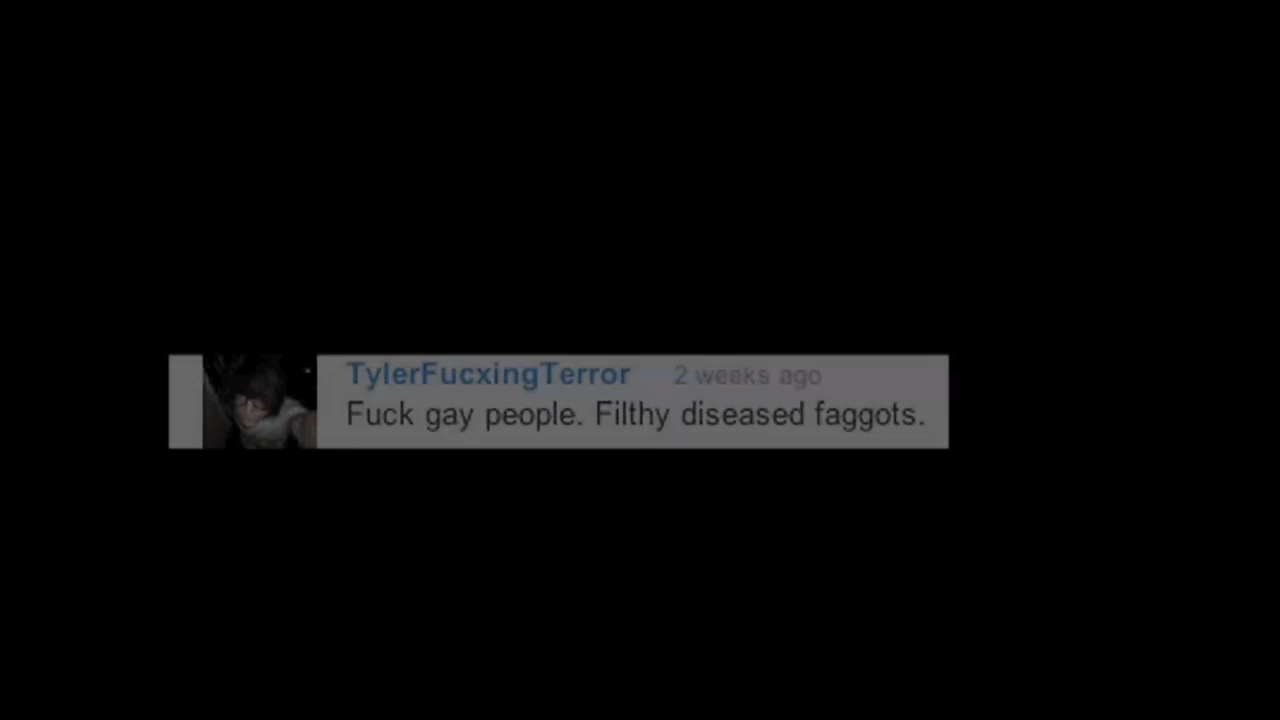 TylerFucxingTerror 2 weeks ago
Fuck gay people. Filthy diseased faggots.